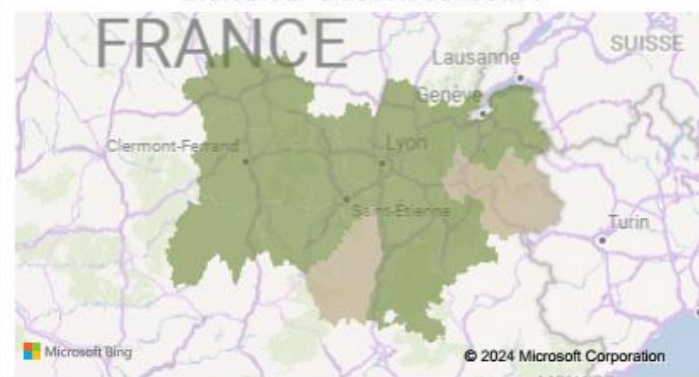 FRANCE
Lausanne
SUISSE
Genève
Clermont-Ferrand
Lyon
Saint-Étienne
Turin
Microsoft Bing
© 2024 Microsoft Corporation